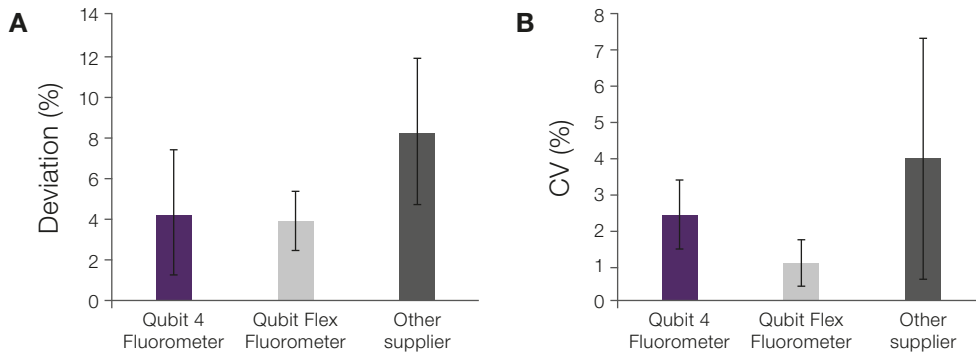 A
Deviation (%)
14
12
10
8
6
4
2
0
Qubit 4
Fluorometer
Qubit Flex
Fluorometer
Other
supplier
B
CV (%)
8
7
6
5
4
3
2
1
0
Qubit 4
Fluorometer
Qubit Flex
Fluorometer
Other
supplier